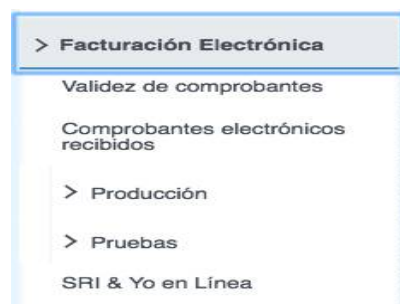 > Facturación Electrónica
Validez de comprobantes
Comprobantes electrónicos
recibidos
> Producción
> Pruebas
SRI & Yo en Línea